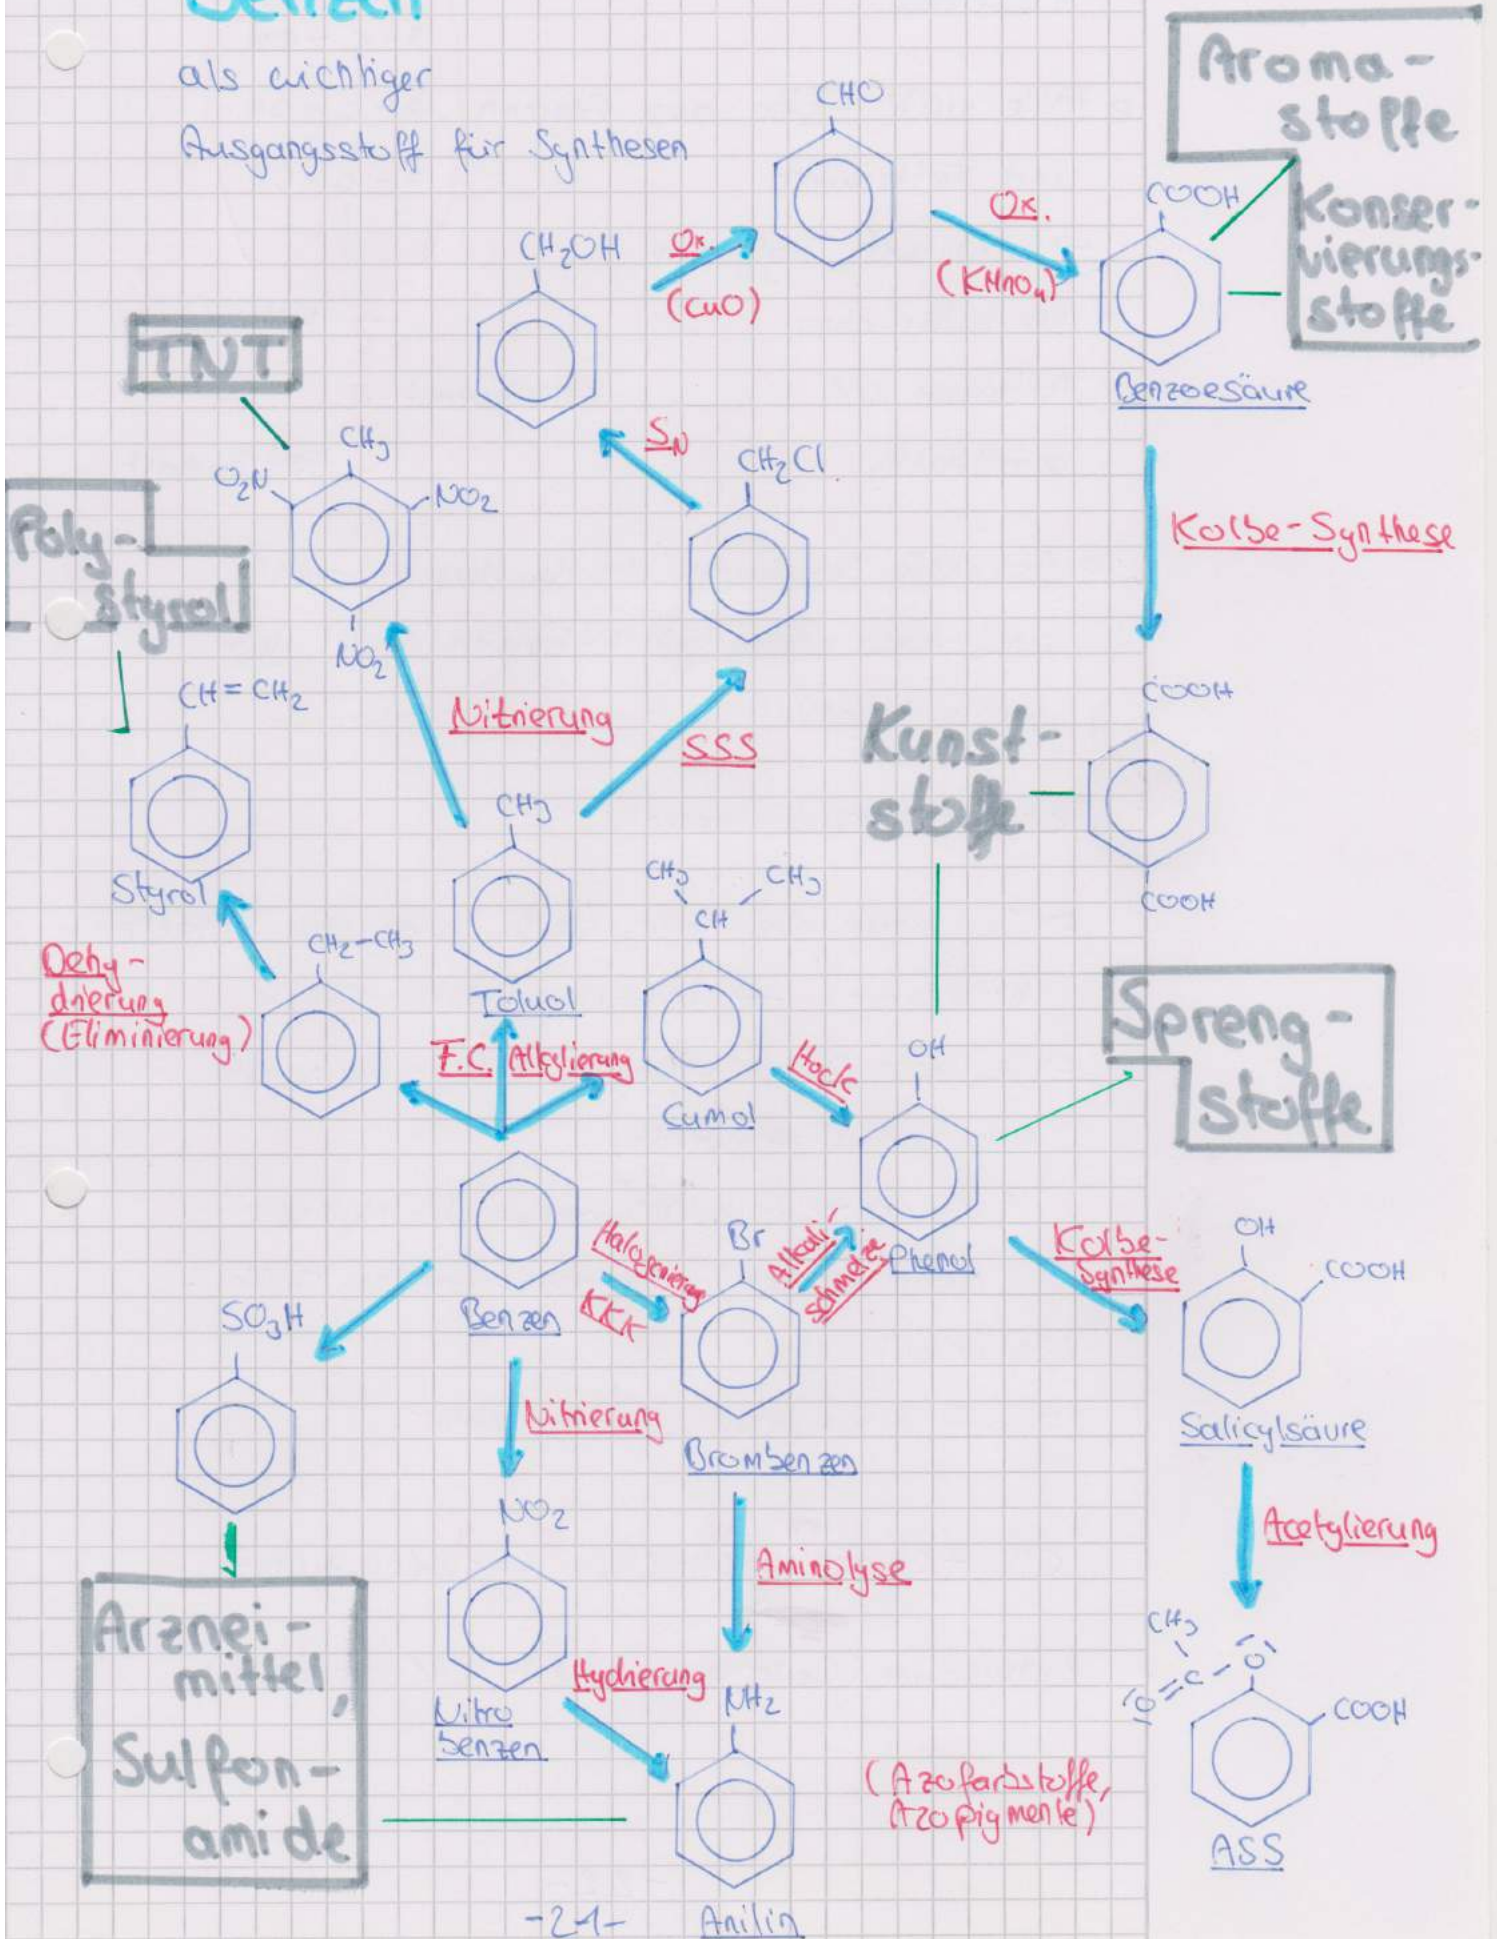 Benzen
als wichtiger
Ausgangsstoff für Synthesen
CHO
Aroma-
stoffe
Konser-
vierungs-
stoffe
COOH
Ox.
(KMnO4)
CH2OH
Ox.
(CuO)
Benzoesäure
TNT
CH3
O2N
NO2
NO2
SN
CH2Cl
Kolbe-Synthese
Poly-
styrol
CH=CH2
Styrol
Nitrierung
SSS
Kunst-
stoffe
COOH
COOH
CH3
Toluol
CH3
CH3
CH
Cumol
Dehy-
drierung
(Eliminierung)
CH2-CH3
F.C. Alkylierung
Hock
OH
Phenol
Spreng-
stoffe
Benzen
Halogenierung
KKK
Br
Brombenzen
Alkali-
schmelze
Kolbe-
Synthese
OH
COOH
Salicylsäure
SO3H
Nitrierung
NO2
Nitro
benzen
Aminolyse
Acetylierung
Arznei-
mittel,
Sulfon-
amide
Hydrierung
NH2
Anilin
(Azofarbstoffe,
Azopigmente)
CH3
C
O
O
COOH
ASS
-21-